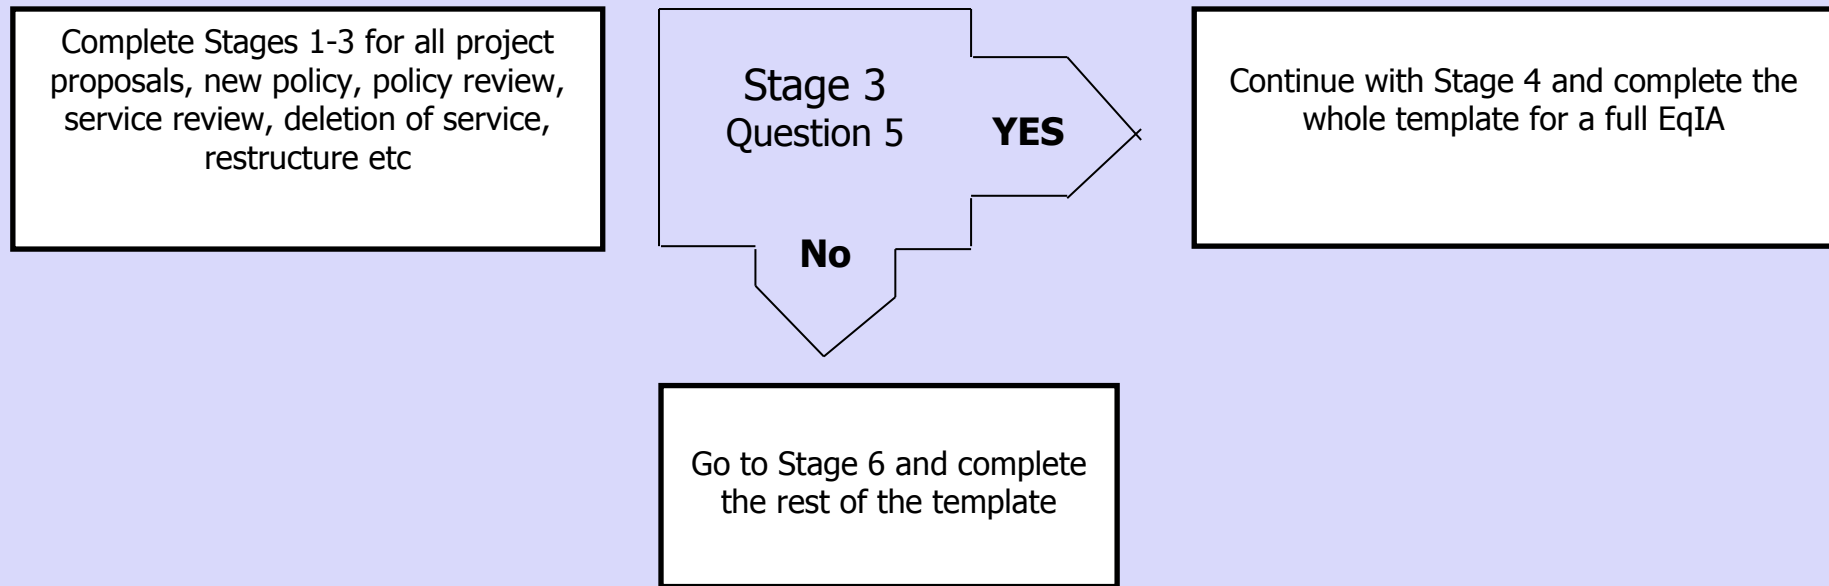 Complete Stages 1-3 for all project
proposals, new policy, policy review,
service review, deletion of service,
restructure etc
Stage 3
Question 5
YES
No
Continue with Stage 4 and complete the
whole template for a full EqIA
Go to Stage 6 and complete
the rest of the template